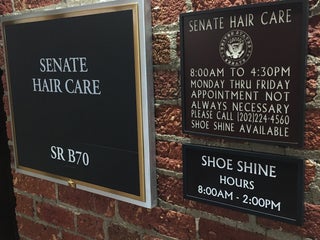 SENATE
HAIR CARE
SR B70
SENATE HAIR CARE
8:00AM TO 4:30PM
MONDAY THRU FRIDAY
APPOINTMENT NOT
ALWAYS NECESSARY
PLEASE CALL (202)224-4560
SHOE SHINE AVAILABLE
SHOE SHINE
HOURS
8:00AM - 2:00PM